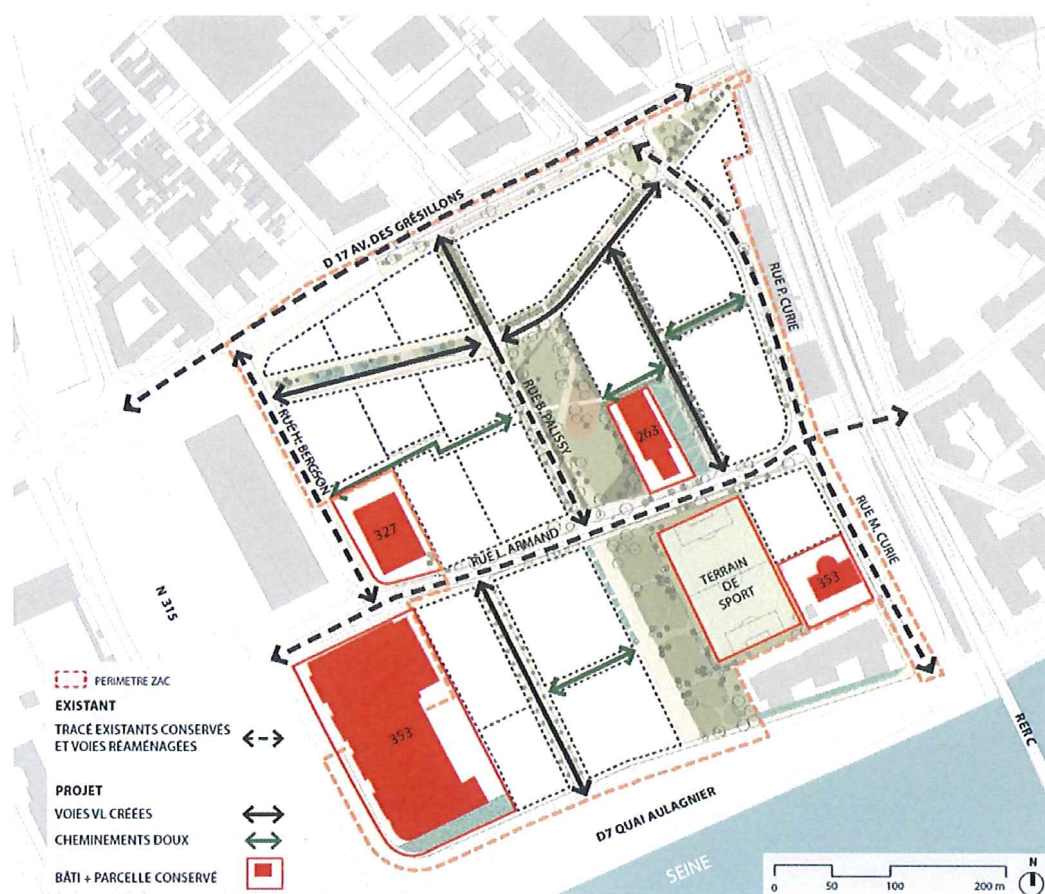 D 17 AV. DES GRÉSILLONS
RUE P. CURIE
RUE B. PALISSY
RUE H. BERGSON
263
327
RUE L. ARMAND
RUE M. CURIE
TERRAIN
DE
SPORT
353
N 315
353
RER C
D7 QUAI AULAGNIER
SEINE
PERIMETRE ZAC
EXISTANT
TRACÉ EXISTANTS CONSERVÉS
ET VOIES RÉAMENAGÉES
PROJET
VOIES VL CRÉÉES
CHEMINEMENTS DOUX
BÂTI + PARCELLE CONSERVÉ
N
0 50 100 200 m